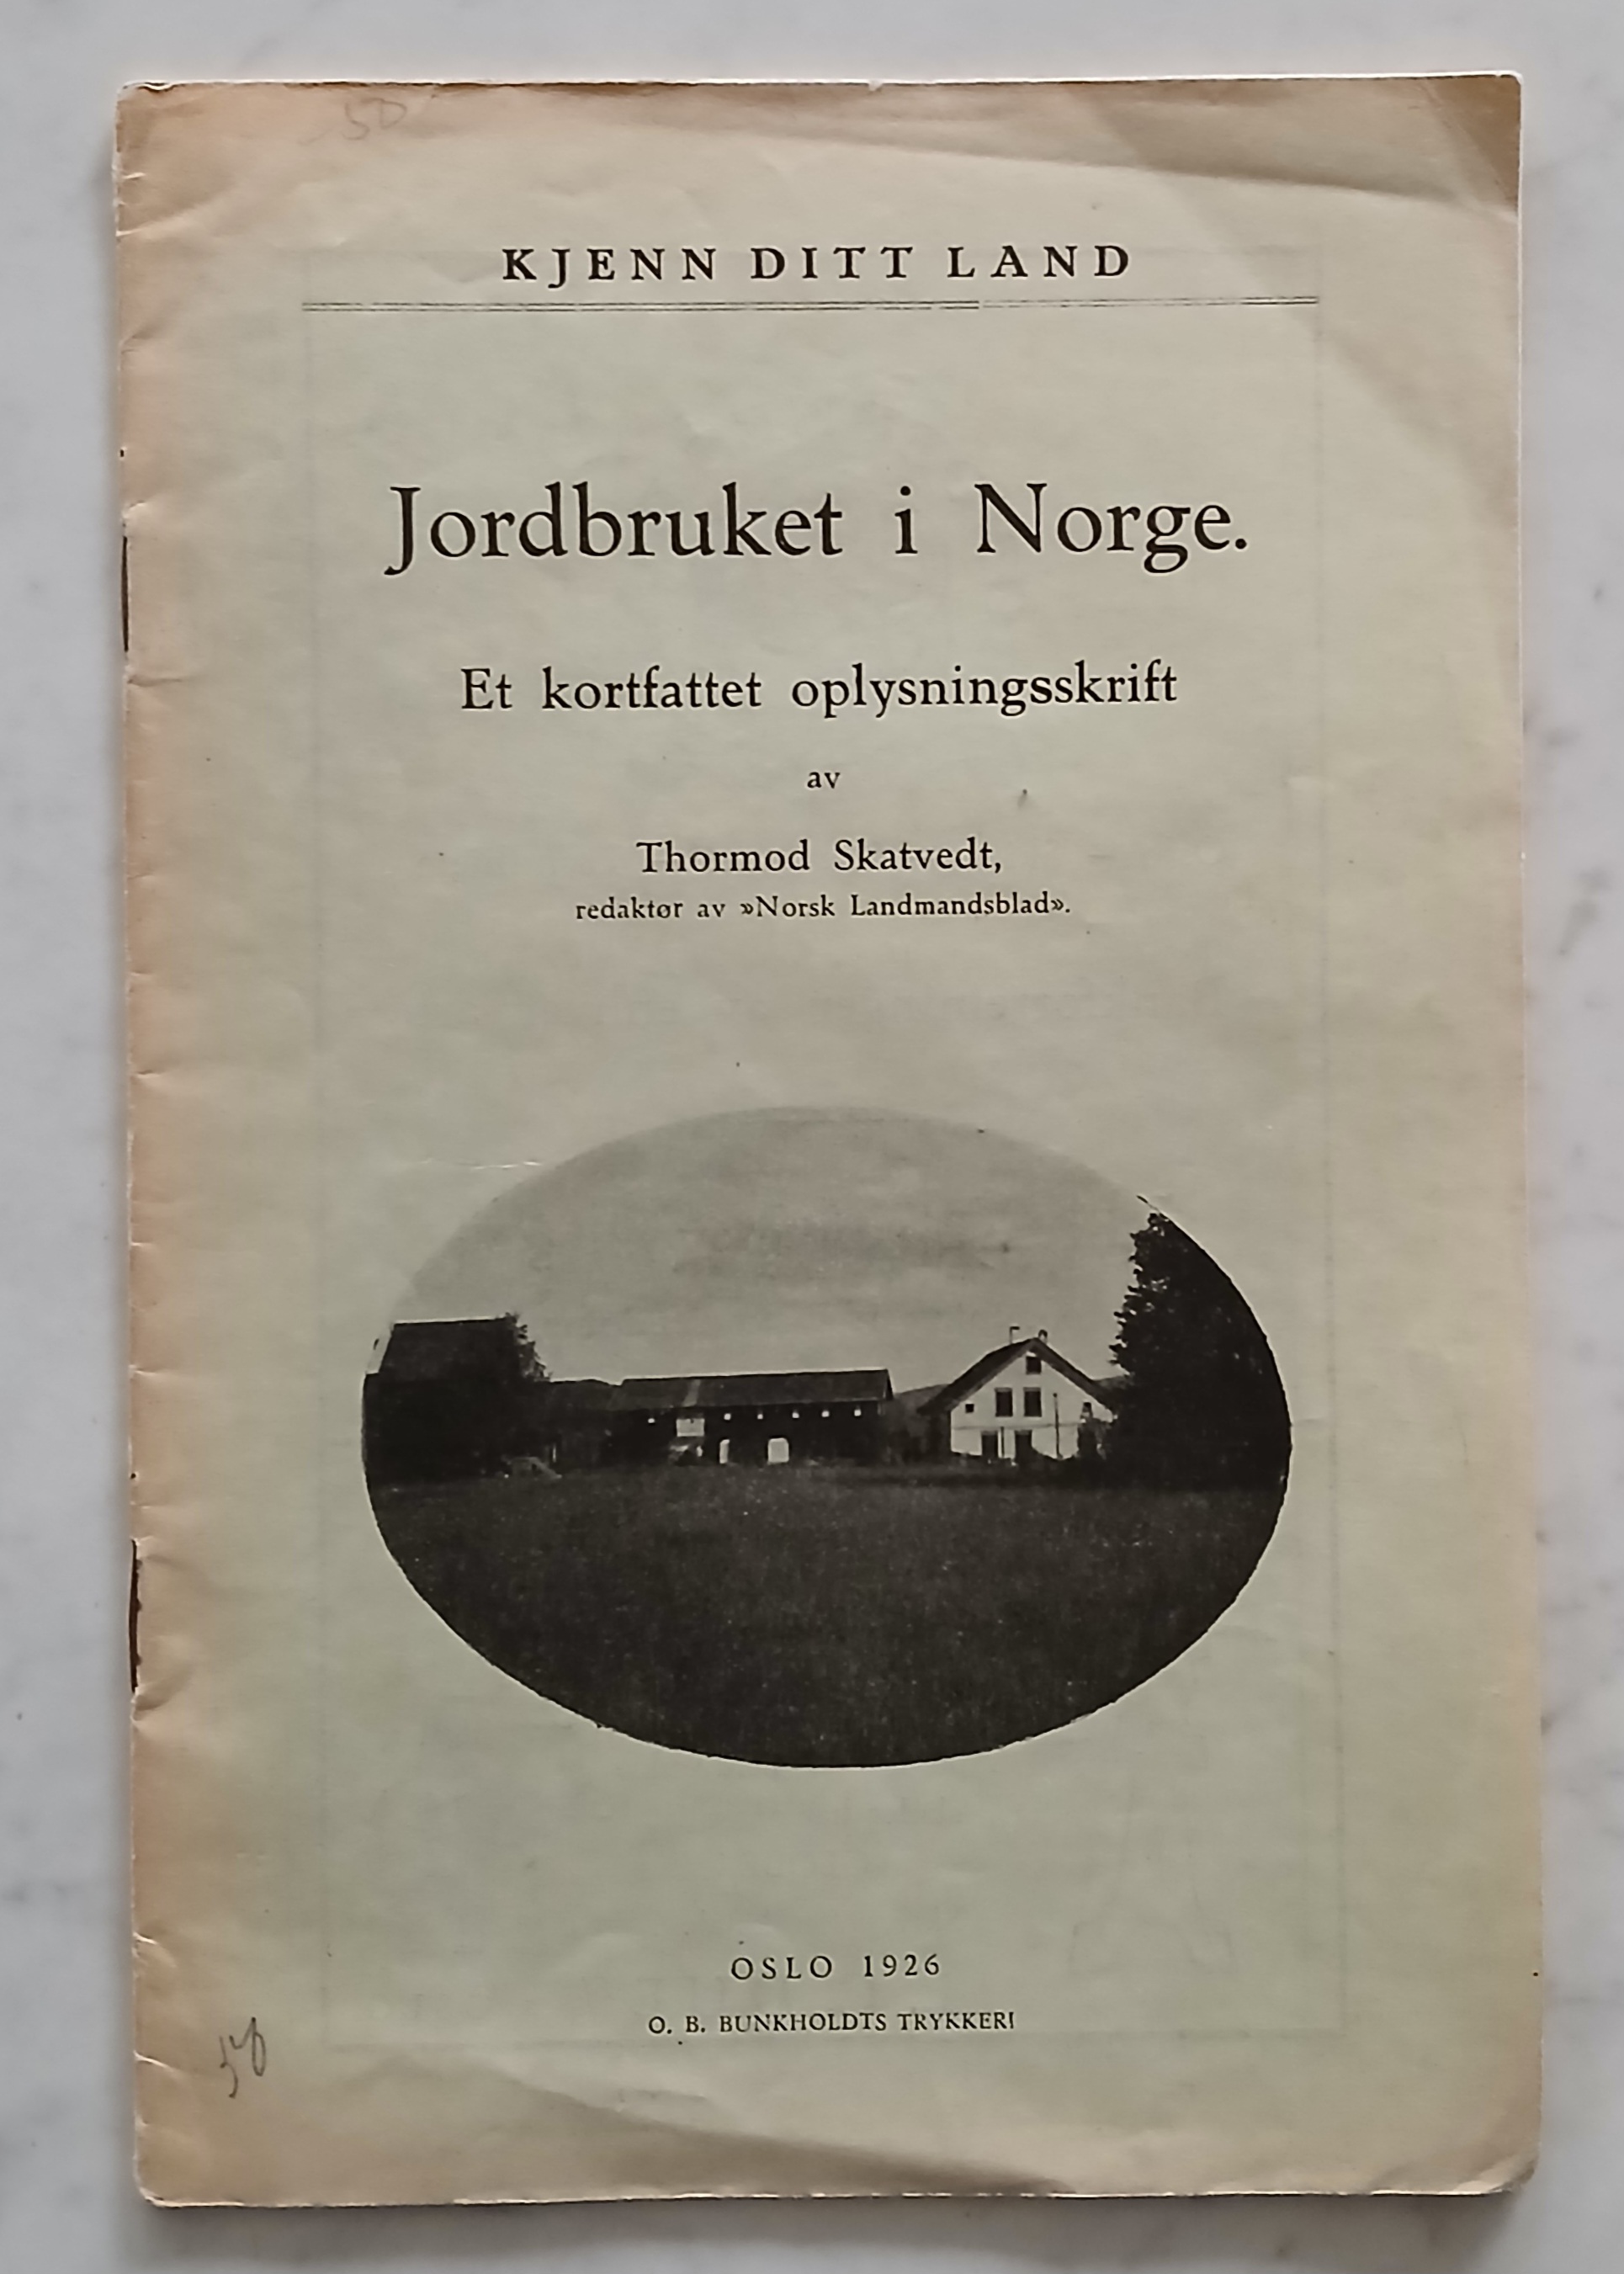 50
KJENN DITT LAND
Jordbruket i Norge.
Et kortfattet oplysningsskrift
av
Thormod Skatvedt,
redaktør av »Norsk Landmandsblad».
OSLO 1926
O. B. BUNKHOLDTS TRYKKERI